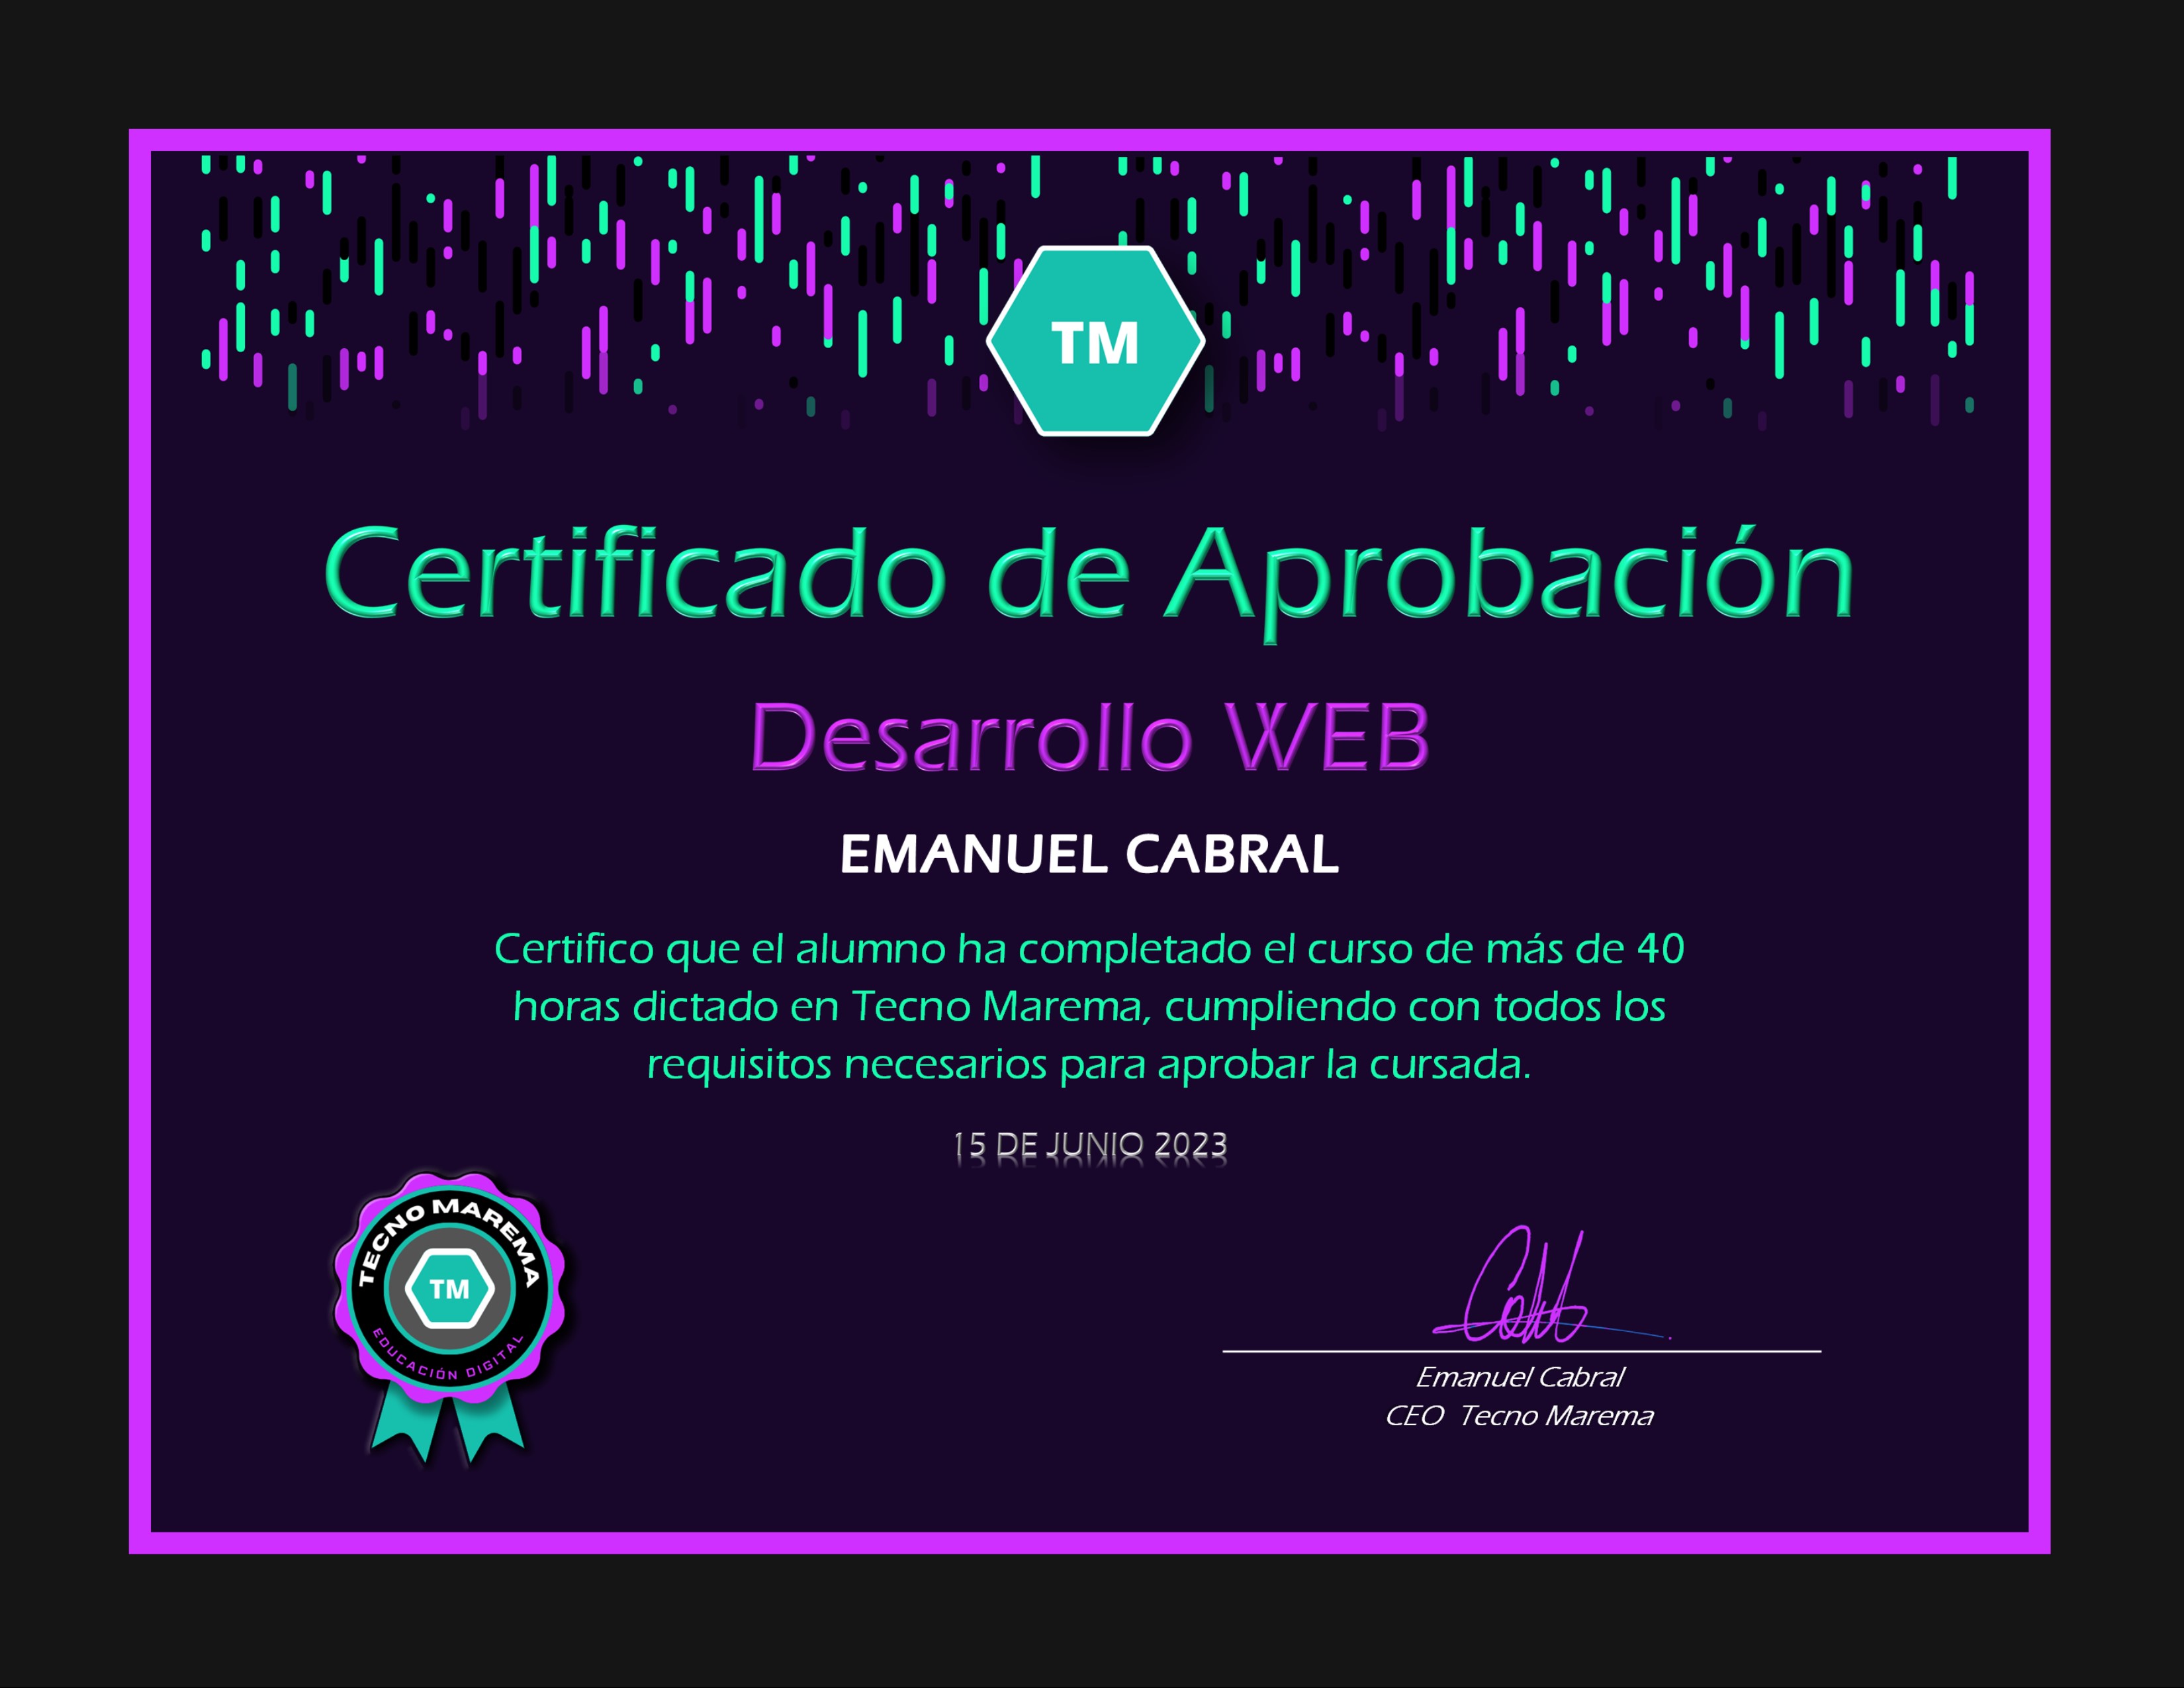 TM
Certificado de Aprobación
Desarrollo WEB
EMANUEL CABRAL
Certifico que el alumno ha completado el curso de más de 40
horas dictado en Tecno Marema, cumpliendo con todos los
requisitos necesarios para aprobar la cursada.
15 DE JUNIO 2023
TECNO MAREMA
TM
EDUCACIÓN DIGITAL
Emanuel Cabral
CEO Tecno Marema